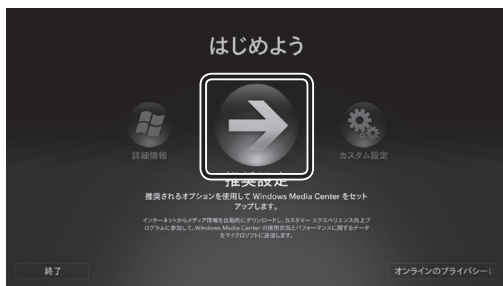 はじめよう
詳細情報
カスタム設定
推奨設定
推奨されるオプションを使用して Windows Media Center をセット
アップします。
インターネットからメディア情報を自動的にダウンロードし、カスタマー エクスペリエンス向上プ
ログラムに参加して、Windows Media Center の使用状況とパフォーマンスに関するデータ
をマイクロソフトに送信します。
終了
オンラインのプライバシー